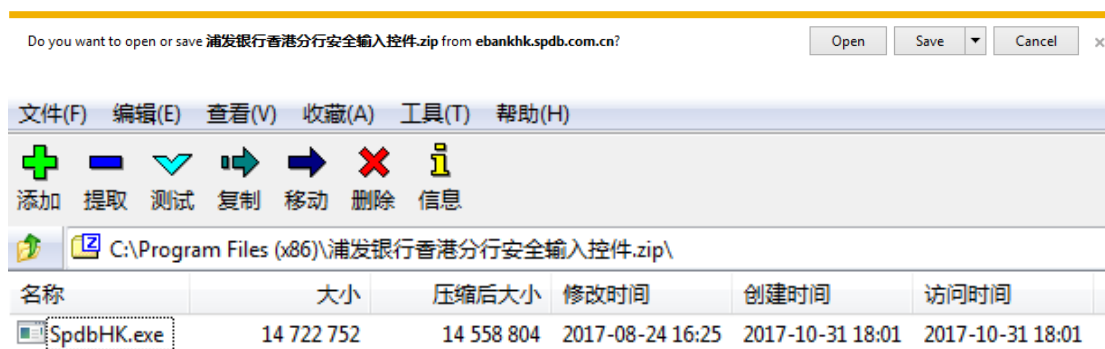 Do you want to open or save 浦发银行香港分行安全输入控件.zip from ebankhk.spdb.com.cn? Open Save Cancel ×
文件(F) 编辑(E) 查看(V) 收藏(A) 工具(T) 帮助(H)
添加 提取 测试 复制 移动 删除 信息
C:\Program Files (x86)\浦发银行香港分行安全输入控件.zip\
名称 大小 压缩后大小 修改时间 创建时间 访问时间
SpdbHK.exe 14 722 752 14 558 804 2017-08-24 16:25 2017-10-31 18:01 2017-10-31 18:01